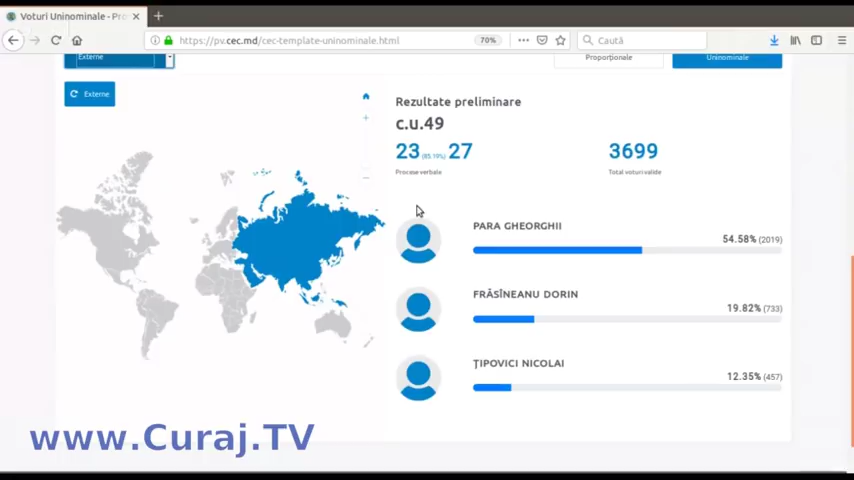 Voturi Uninominale - Pro
https://pv.cec.md/cec-template-uninominale.html
70%
Caută
Externe
Proporționale
Uninominale
Externe
Rezultate preliminare
c.u.49
23 (85.19%) 27
3699
Procese verbale
Total voturi valide
PARA GHEORGHII
54.58% (2019)
FRĂSÎNEANU DORIN
19.82% (733)
ȚIPOVICI NICOLAI
12.35% (457)
www.Curaj.TV